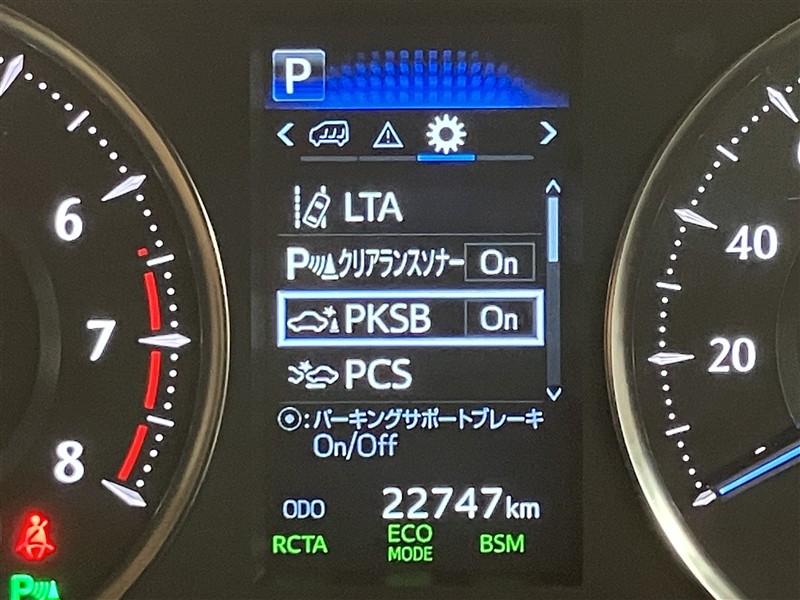 P
LTA
P クリアランスソナー On
PKSB On
PCS
:パーキングサポートブレーキ
On/Off
ODO 22747km
RCTA ECO MODE BSM
6
7
8
40
20
P